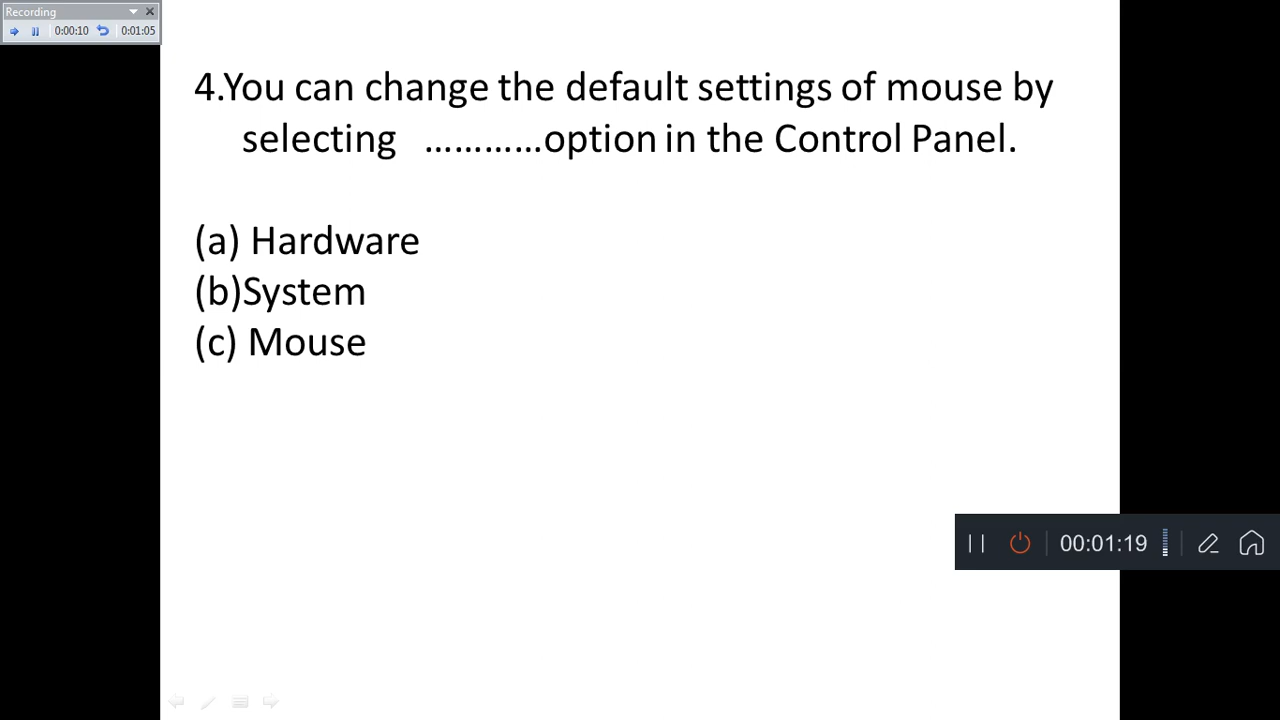 Recording
0:00:10 0:01:05
4.You can change the default settings of mouse by
selecting …………option in the Control Panel.
(a) Hardware
(b)System
(c) Mouse
00:01:19